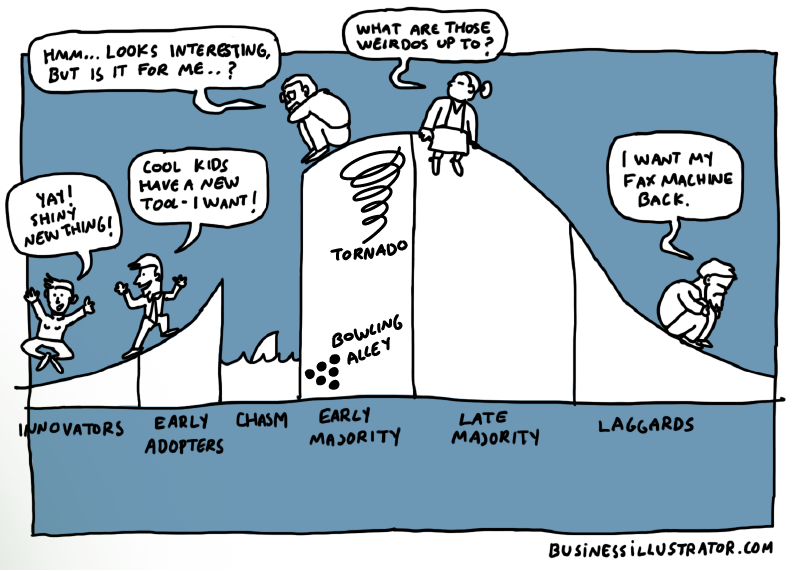 HMM... LOOKS INTERESTING,
BUT IS IT FOR ME..?
WHAT ARE THOSE
WEIRDOS UP TO?
YAY!
SHINY
NEW THING!
COOL KIDS
HAVE A NEW
TOOL - I WANT!
I WANT MY
FAX MACHINE
BACK.
TORNADO
BOWLING
ALLEY
INNOVATORS
EARLY
ADOPTERS
CHASM
EARLY
MAJORITY
LATE
MAJORITY
LAGGARDS
BUSINESSILLUSTRATOR.COM